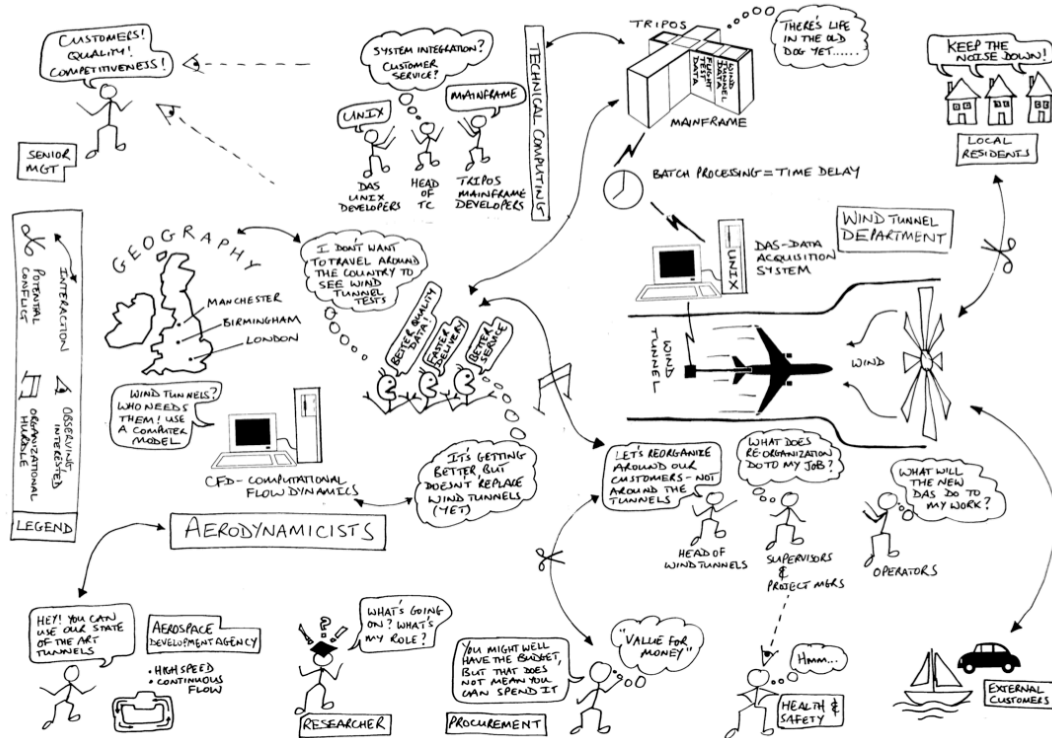 CUSTOMERS!
QUALITY!
COMPETITIVENESS!
SENIOR
MGT
SYSTEM INTEGRATION?
CUSTOMER
SERVICE?
UNIX
MAINFRAME
DAS
UNIX
DEVELOPERS
HEAD
OF
TC
TRIPOS
MAINFRAME
DEVELOPERS
TECHNICAL COMPUTING
TRIPOS
WIND
TUNNEL
DATA
FLIGHT
TEST
DATA
MAINFRAME
THERE'S LIFE
IN THE OLD
DOG YET......
KEEP THE
NOISE DOWN!
LOCAL
RESIDENTS
BATCH PROCESSING = TIME DELAY
UNIX
DAS-DATA
ACQUISITION
SYSTEM
WIND TUNNEL
DEPARTMENT
WIND
TUNNEL
WIND
GEOGRAPHY
MANCHESTER
BIRMINGHAM
LONDON
I DON'T WANT
TO TRAVEL AROUND
THE COUNTRY TO
SEE WIND
TUNNEL
TESTS
BETTER QUALITY
DATA!
FASTER
DELIVERY
BETTER
SERVICE
INTERACTION
POTENTIAL
CONFLICT
OBSERVING
INTERESTED
ORGANIZATIONAL
HURDLE
LEGEND
WIND TUNNELS?
WHO NEEDS
THEM! USE
A COMPUTER
MODEL
CFD-COMPUTATIONAL
FLOW DYNAMICS
IT'S GETTING
BETTER, BUT
DOESN'T REPLACE
WIND TUNNELS
(YET)
AERODYNAMICISTS
LET'S REORGANIZE
AROUND OUR
CUSTOMERS-NOT
AROUND THE
TUNNELS
HEAD OF
WIND TUNNELS
WHAT DOES
RE-ORGANIZATION
DO TO MY JOB?
SUPERVISORS
&
PROJECT MGRS
WHAT WILL
THE NEW
DAS DO TO
MY WORK?
OPERATORS
HEY! YOU CAN
USE OUR STATE
OF THE ART
TUNNELS
AEROSPACE
DEVELOPMENT AGENCY
• HIGH SPEED
• CONTINUOUS
FLOW
! ? !
WHAT'S GOING
ON? WHAT'S
MY ROLE?
RESEARCHER
YOU MIGHT WELL
HAVE THE BUDGET,
BUT THAT DOES
NOT MEAN YOU
CAN SPEND IT
PROCUREMENT
"VALUE FOR
MONEY"
HMM...
HEALTH &
SAFETY
EXTERNAL
CUSTOMERS